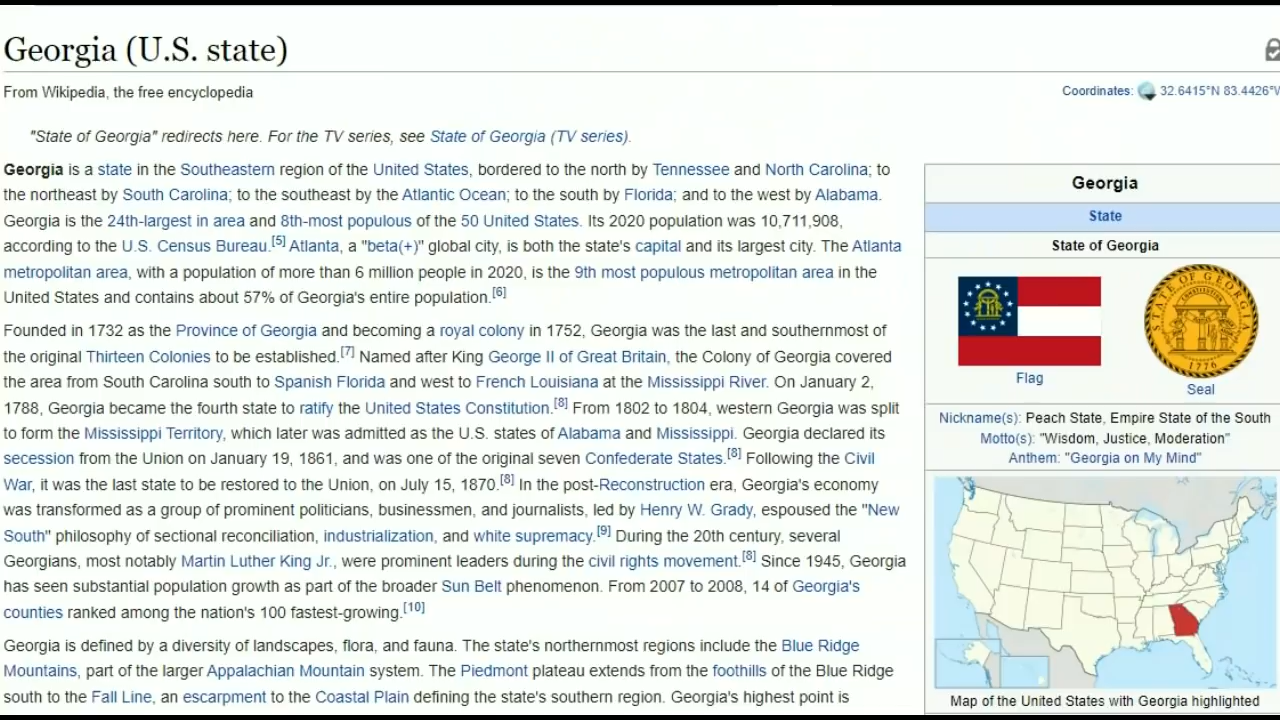 Georgia (U.S. state)
From Wikipedia, the free encyclopedia
Coordinates: 32.6415°N 83.4426°W
"State of Georgia" redirects here. For the TV series, see State of Georgia (TV series).
Georgia is a state in the Southeastern region of the United States, bordered to the north by Tennessee and North Carolina; to
the northeast by South Carolina; to the southeast by the Atlantic Ocean; to the south by Florida; and to the west by Alabama.
Georgia is the 24th-largest in area and 8th-most populous of the 50 United States. Its 2020 population was 10,711,908,
according to the U.S. Census Bureau.[5] Atlanta, a "beta(+)" global city, is both the state's capital and its largest city. The Atlanta
metropolitan area, with a population of more than 6 million people in 2020, is the 9th most populous metropolitan area in the
United States and contains about 57% of Georgia's entire population.[6]
Founded in 1732 as the Province of Georgia and becoming a royal colony in 1752, Georgia was the last and southernmost of
the original Thirteen Colonies to be established.[7] Named after King George II of Great Britain, the Colony of Georgia covered
the area from South Carolina south to Spanish Florida and west to French Louisiana at the Mississippi River. On January 2,
1788, Georgia became the fourth state to ratify the United States Constitution.[8] From 1802 to 1804, western Georgia was split
to form the Mississippi Territory, which later was admitted as the U.S. states of Alabama and Mississippi. Georgia declared its
secession from the Union on January 19, 1861, and was one of the original seven Confederate States.[8] Following the Civil
War, it was the last state to be restored to the Union, on July 15, 1870.[8] In the post-Reconstruction era, Georgia's economy
was transformed as a group of prominent politicians, businessmen, and journalists, led by Henry W. Grady, espoused the "New
South" philosophy of sectional reconciliation, industrialization, and white supremacy.[9] During the 20th century, several
Georgians, most notably Martin Luther King Jr., were prominent leaders during the civil rights movement.[8] Since 1945, Georgia
has seen substantial population growth as part of the broader Sun Belt phenomenon. From 2007 to 2008, 14 of Georgia's
counties ranked among the nation's 100 fastest-growing.[10]
Georgia is defined by a diversity of landscapes, flora, and fauna. The state's northernmost regions include the Blue Ridge
Mountains, part of the larger Appalachian Mountain system. The Piedmont plateau extends from the foothills of the Blue Ridge
south to the Fall Line, an escarpment to the Coastal Plain defining the state's southern region. Georgia's highest point is
Georgia
State
State of Georgia
STATE OF GEORGIA
CONSTITUTION
1776
Flag
Seal
Nickname(s): Peach State, Empire State of the South
Motto(s): "Wisdom, Justice, Moderation"
Anthem: "Georgia on My Mind"
Map of the United States with Georgia highlighted